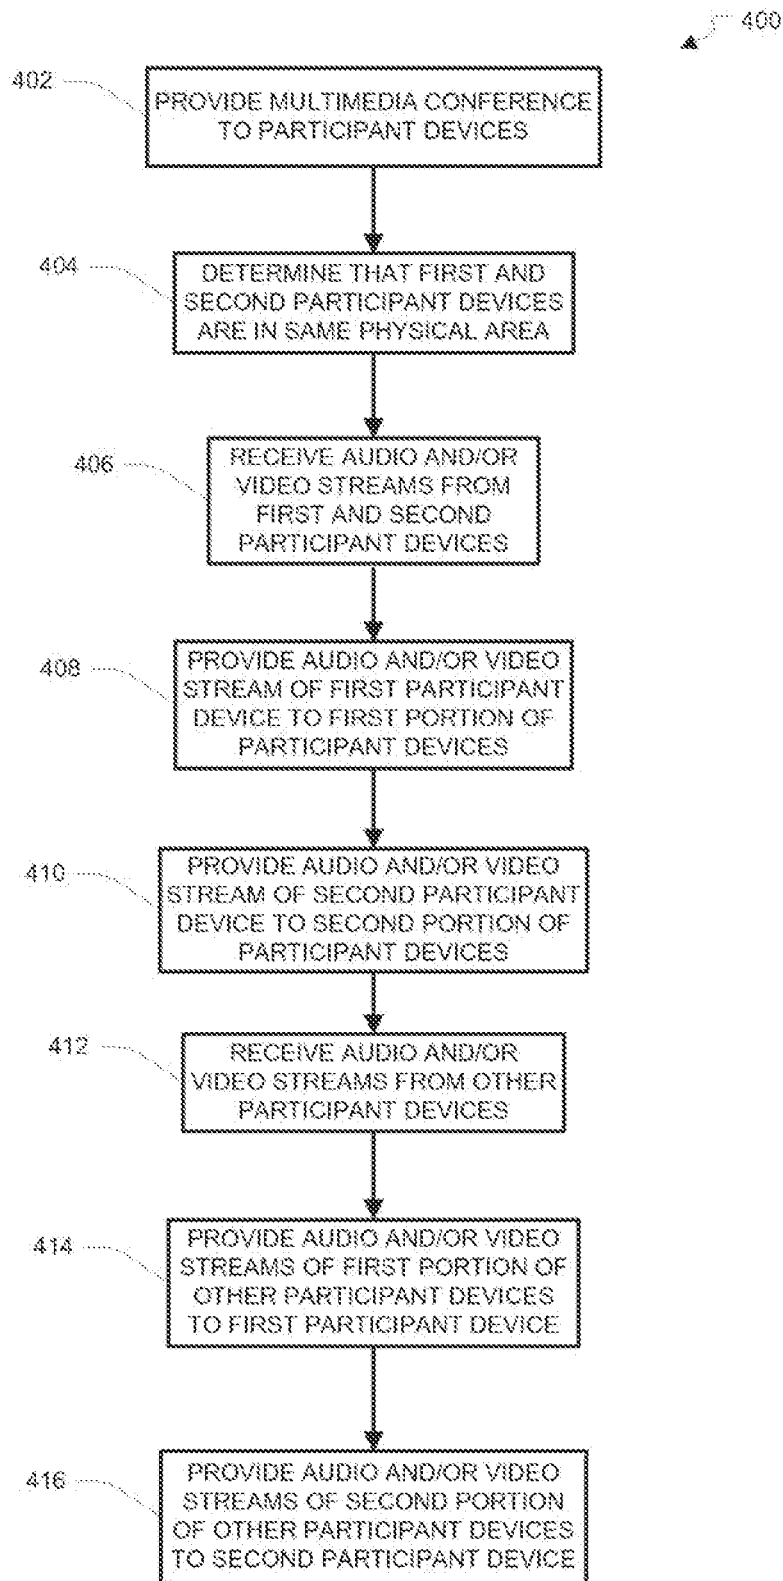 400
402
PROVIDE MULTIMEDIA CONFERENCE
TO PARTICIPANT DEVICES
404
DETERMINE THAT FIRST AND
SECOND PARTICIPANT DEVICES
ARE IN SAME PHYSICAL AREA
406
RECEIVE AUDIO AND/OR
VIDEO STREAMS FROM
FIRST AND SECOND
PARTICIPANT DEVICES
408
PROVIDE AUDIO AND/OR VIDEO
STREAM OF FIRST PARTICIPANT
DEVICE TO FIRST PORTION OF
PARTICIPANT DEVICES
410
PROVIDE AUDIO AND/OR VIDEO
STREAM OF SECOND PARTICIPANT
DEVICE TO SECOND PORTION OF
PARTICIPANT DEVICES
412
RECEIVE AUDIO AND/OR
VIDEO STREAMS FROM OTHER
PARTICIPANT DEVICES
414
PROVIDE AUDIO AND/OR VIDEO
STREAMS OF FIRST PORTION OF
OTHER PARTICIPANT DEVICES
TO FIRST PARTICIPANT DEVICE
416
PROVIDE AUDIO AND/OR VIDEO
STREAMS OF SECOND PORTION
OF OTHER PARTICIPANT DEVICES
TO SECOND PARTICIPANT DEVICE